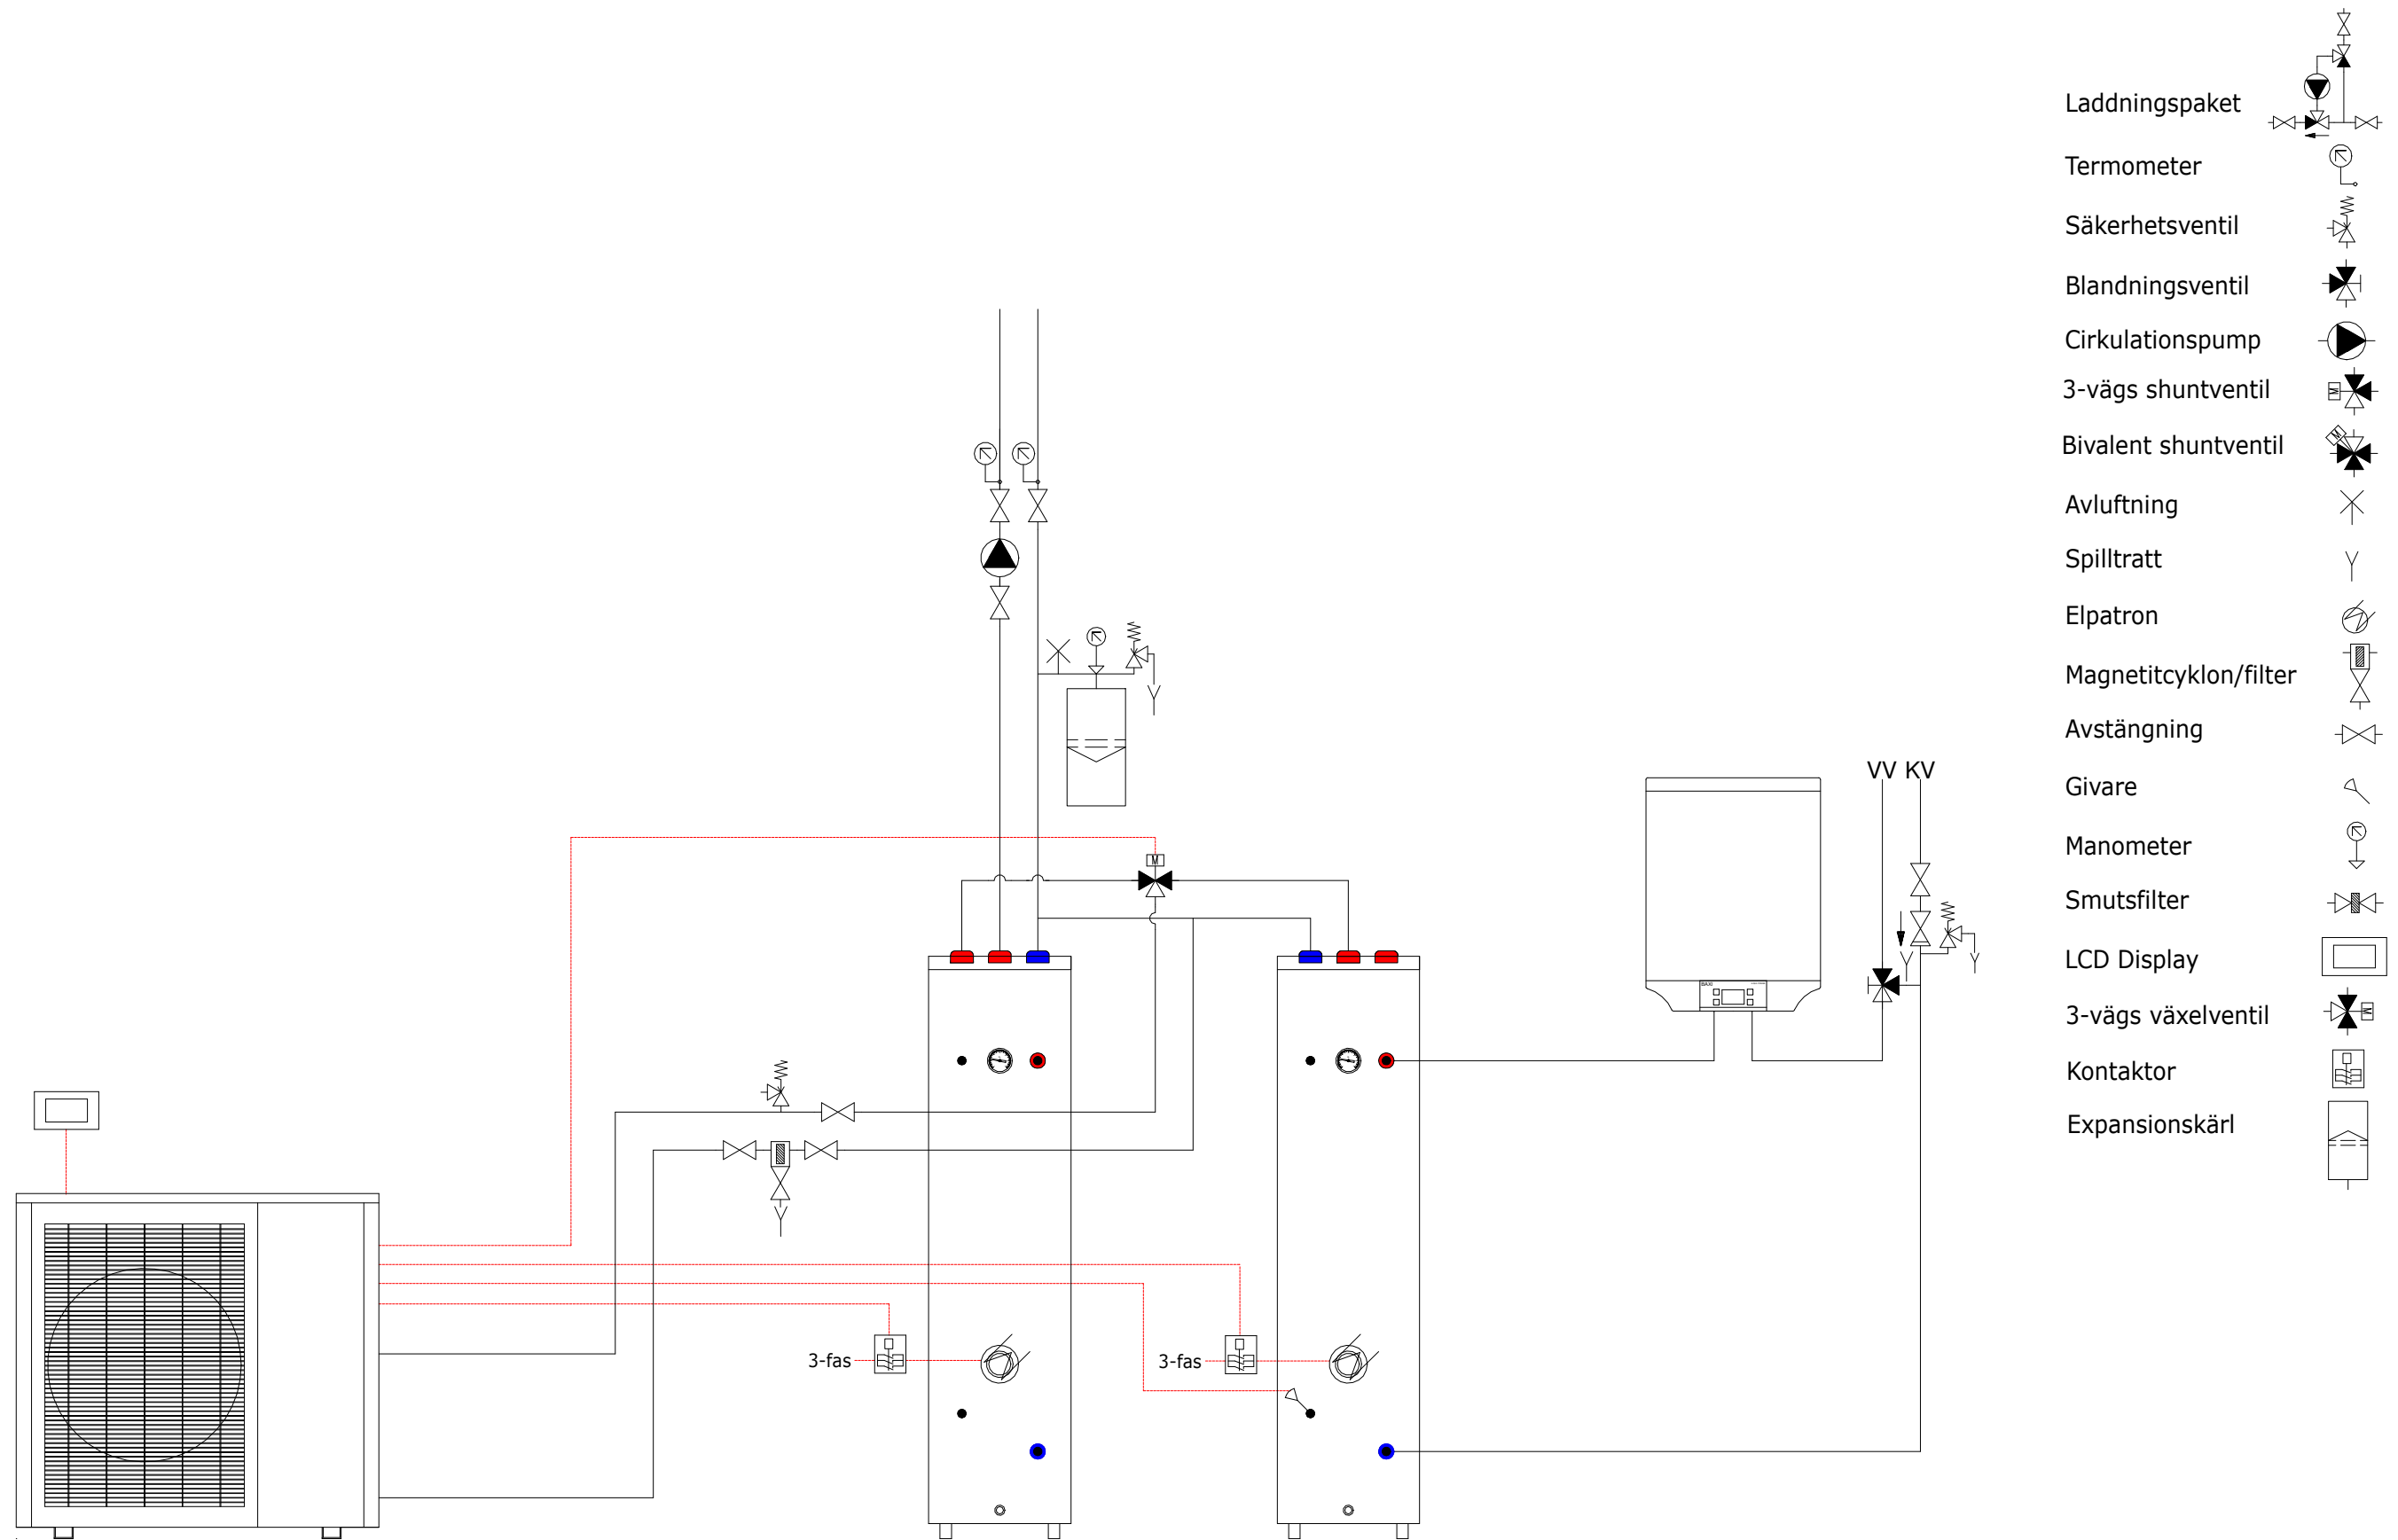 Laddningspaket
Termometer
Säkerhetsventil
Blandningsventil
Cirkulationspump
3-vägs shuntventil
M
Bivalent shuntventil
M
Avluftning
Spilltratt
Elpatron
Magnetitcyklon/filter
Avstängning
VV KV
Givare
Manometer
M
Smutsfilter
LCD Display
BAXI
3-vägs växelventil
M
Kontaktor
Expansionskärl
3-fas
3-fas